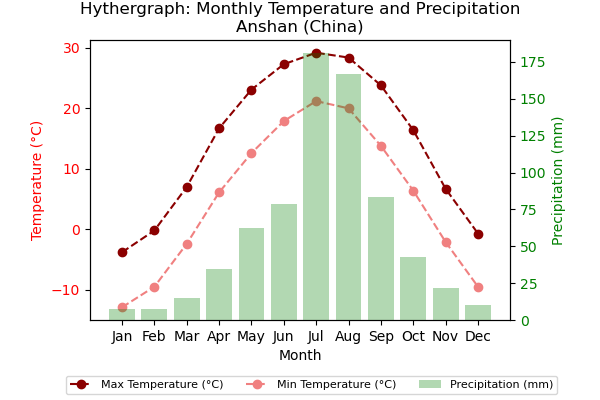 Hythergraph: Monthly Temperature and Precipitation
Anshan (China)
Temperature (°C)
30
20
10
0
−10
Precipitation (mm)
175
150
125
100
75
50
25
0
Jan Feb Mar Apr May Jun Jul Aug Sep Oct Nov Dec
Month
Max Temperature (°C) Min Temperature (°C) Precipitation (mm)